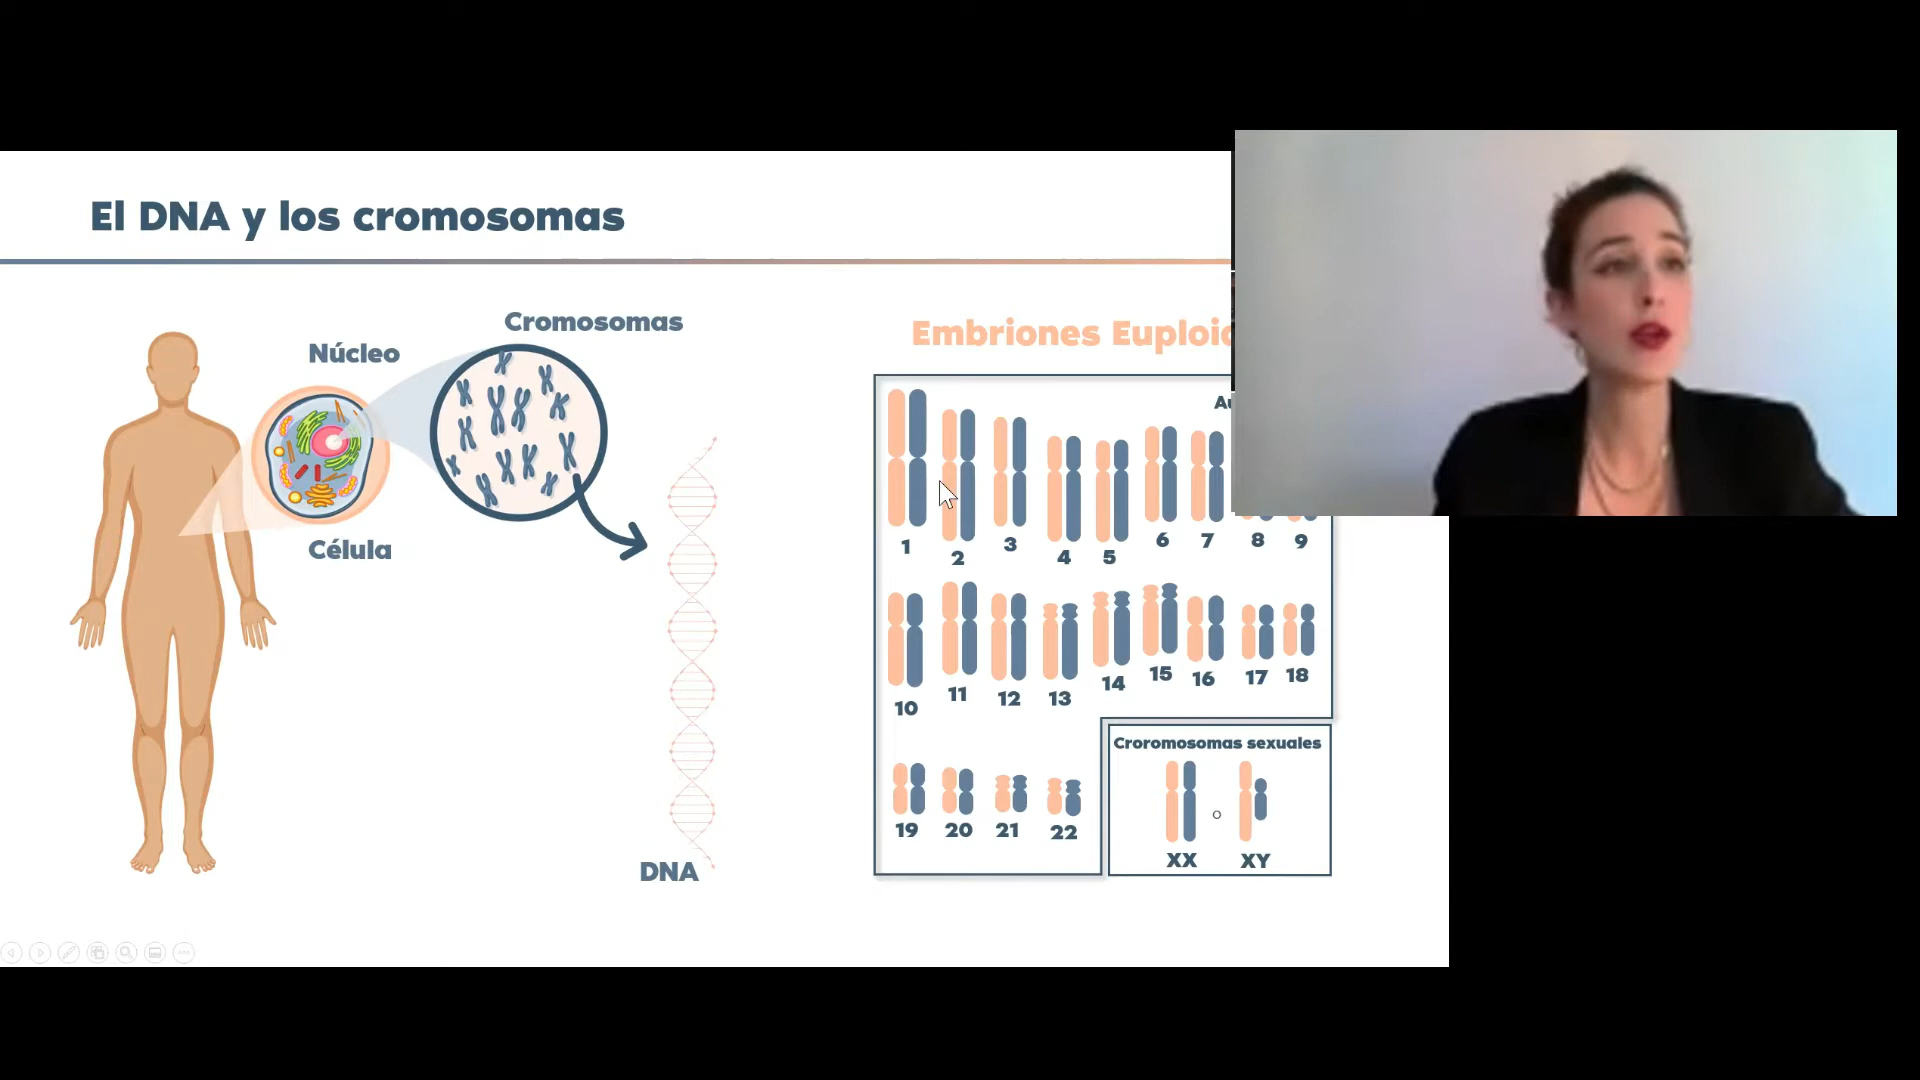 El DNA y los cromosomas
Cromosomas
Núcleo
Célula
DNA
Embriones
1 2 3 4 5 6 7 8 9
10 11 12 13 14 15 16 17 18
19 20 21 22
Croromosomas sexuales
o
XX XY